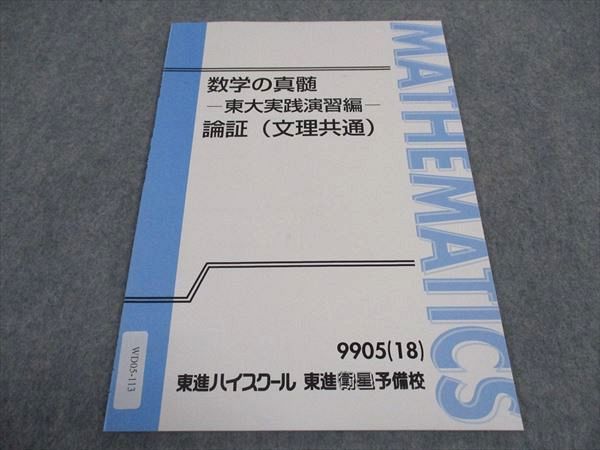 数学の真髄
―東大実践演習編―
論証（文理共通）
MATHEMATICS
9905(18)
東進ハイスクール 東進衛星予備校
WD05-113